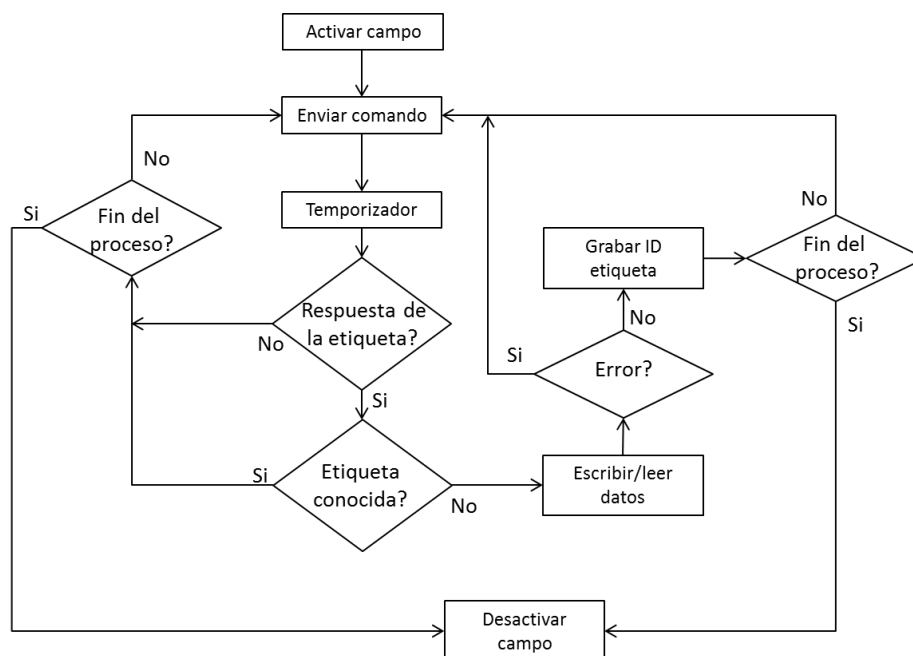 Activar campo
Enviar comando
No
Si
Fin del
proceso?
Temporizador
No
Grabar ID
etiqueta
Fin del
proceso?
Respuesta de
la etiqueta?
No
No
Si
Si
Error?
Si
Si
Etiqueta
conocida?
No
Escribir/leer
datos
Desactivar
campo